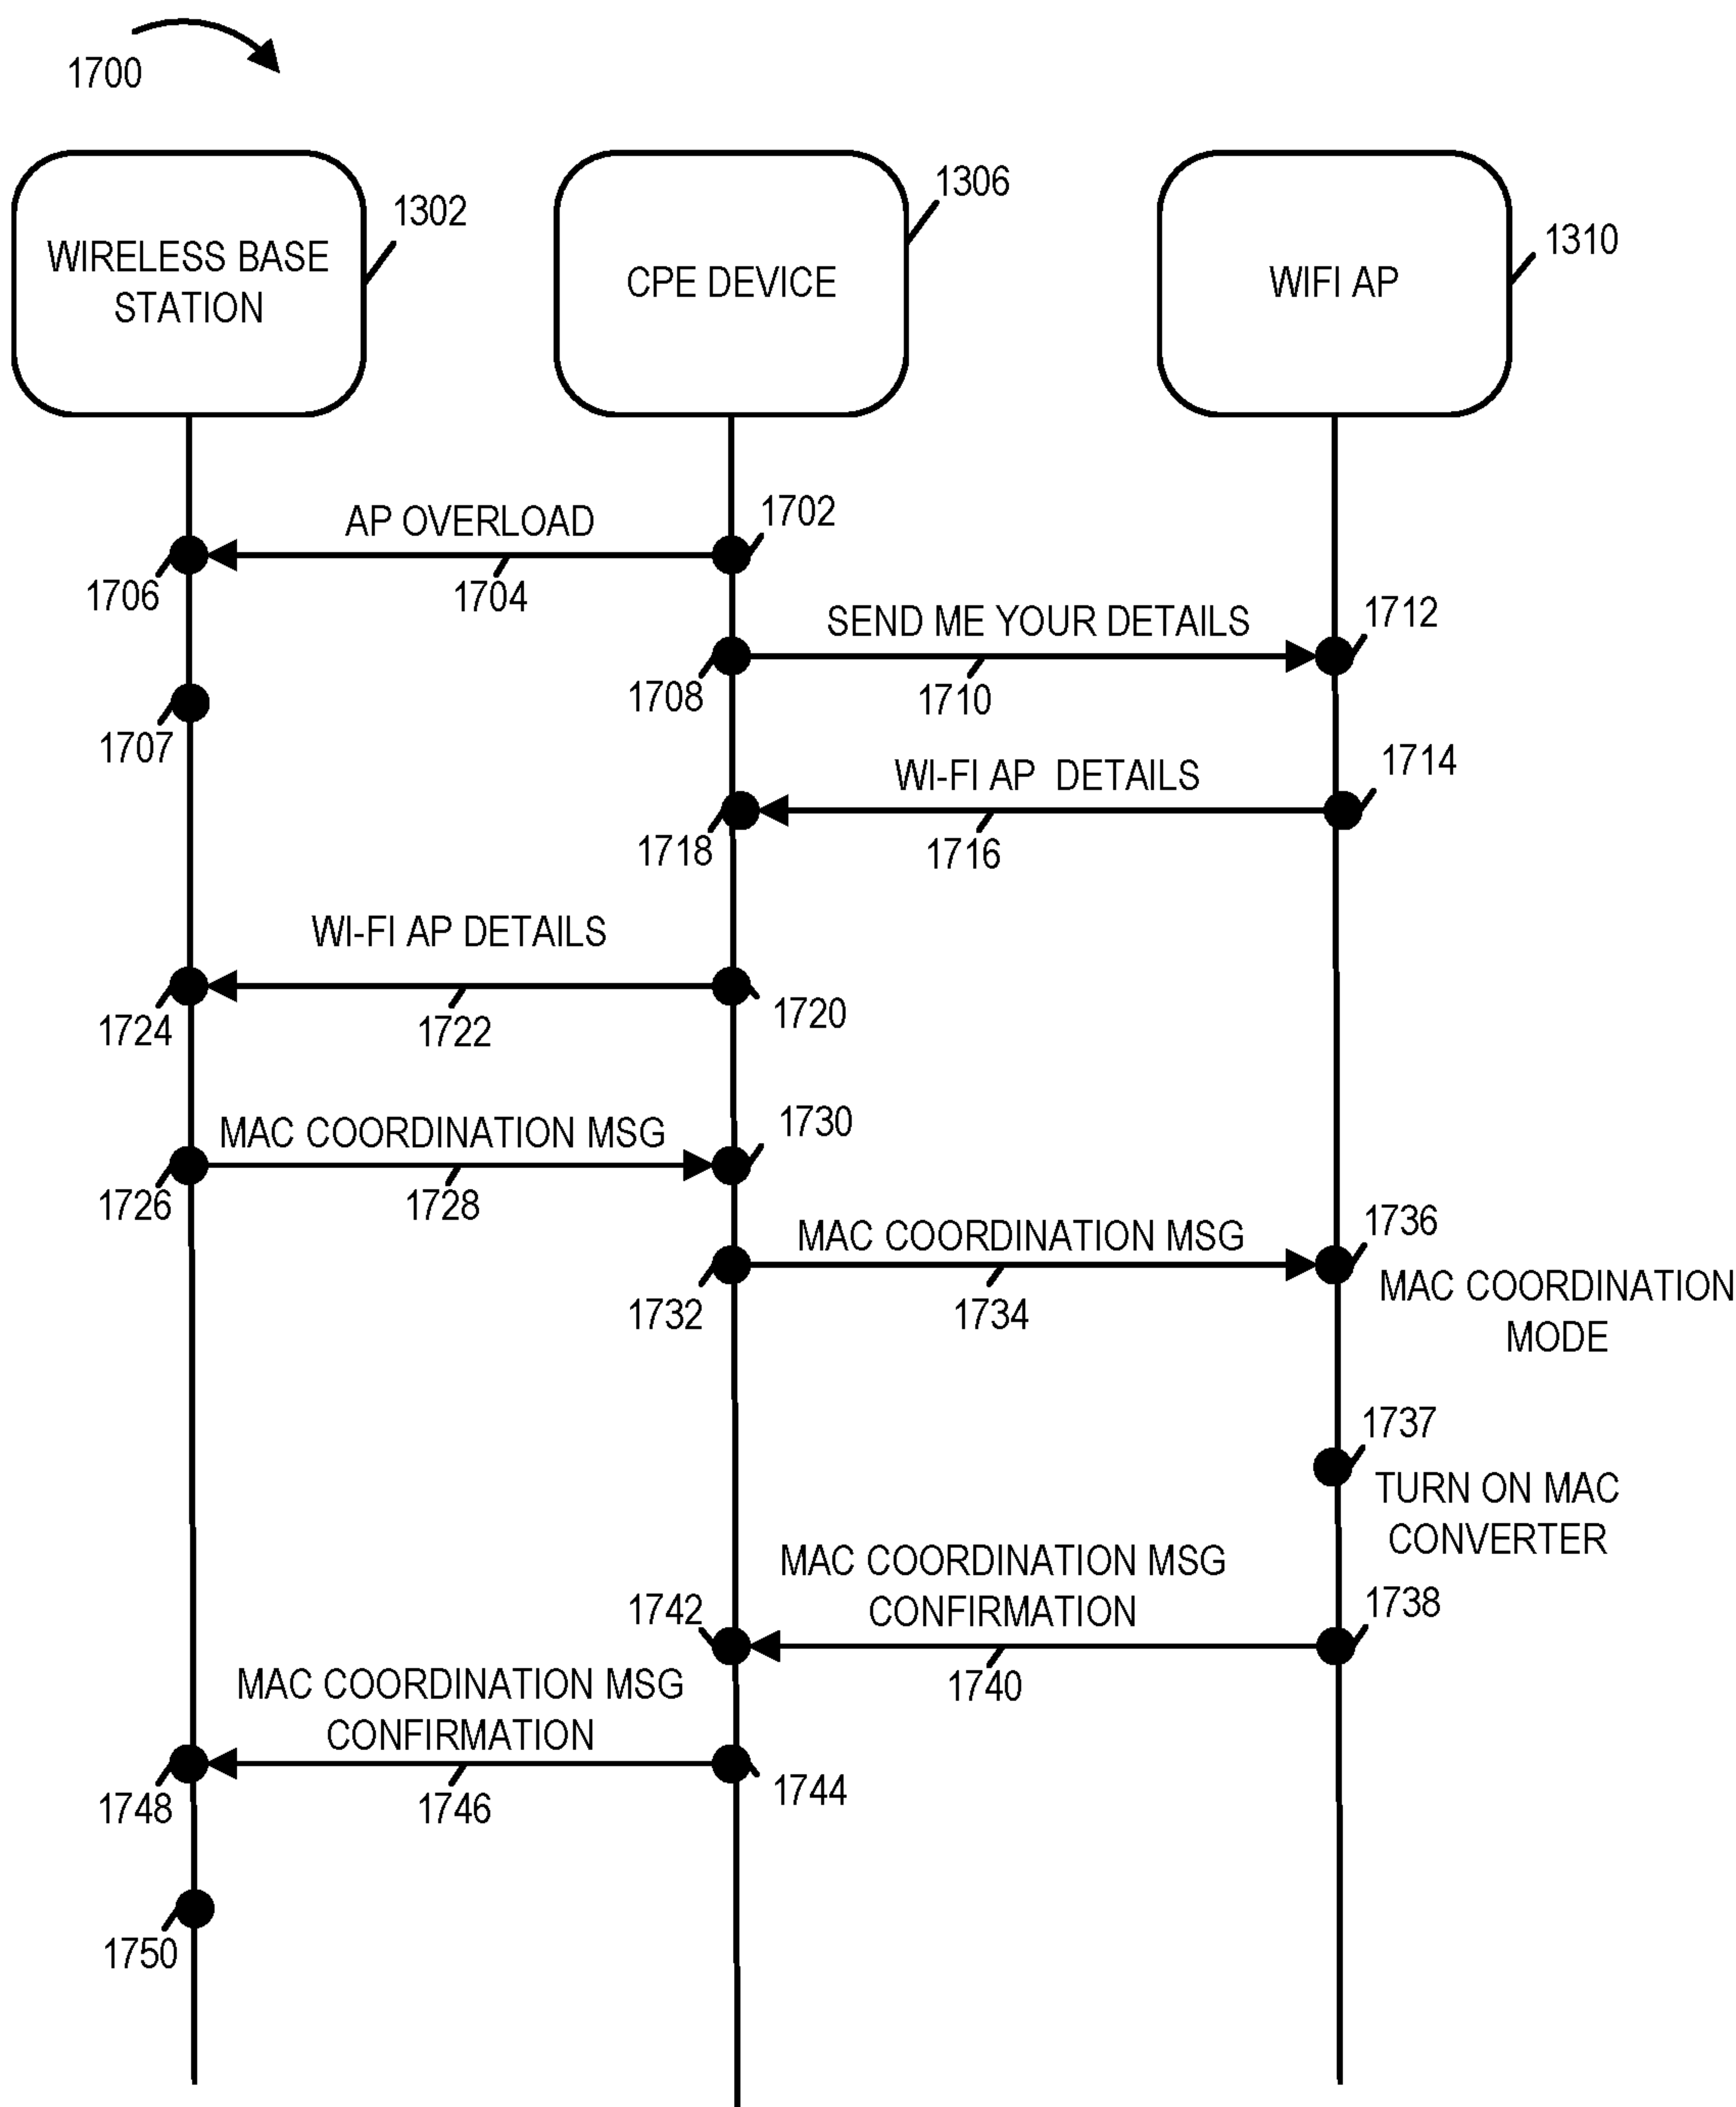 1700
1302
1306
1310
WIRELESS BASE
STATION
CPE DEVICE
WIFI AP
AP OVERLOAD
1702
1706
1704
SEND ME YOUR DETAILS
1712
1708
1710
1707
WI-FI AP DETAILS
1714
1718
1716
WI-FI AP DETAILS
1724
1722
1720
MAC COORDINATION MSG
1730
1726
1728
MAC COORDINATION MSG
1736
MAC COORDINATION
MODE
1732
1734
1737
TURN ON MAC
CONVERTER
MAC COORDINATION MSG
CONFIRMATION
1742
1738
1740
MAC COORDINATION MSG
CONFIRMATION
1748
1746
1744
1750